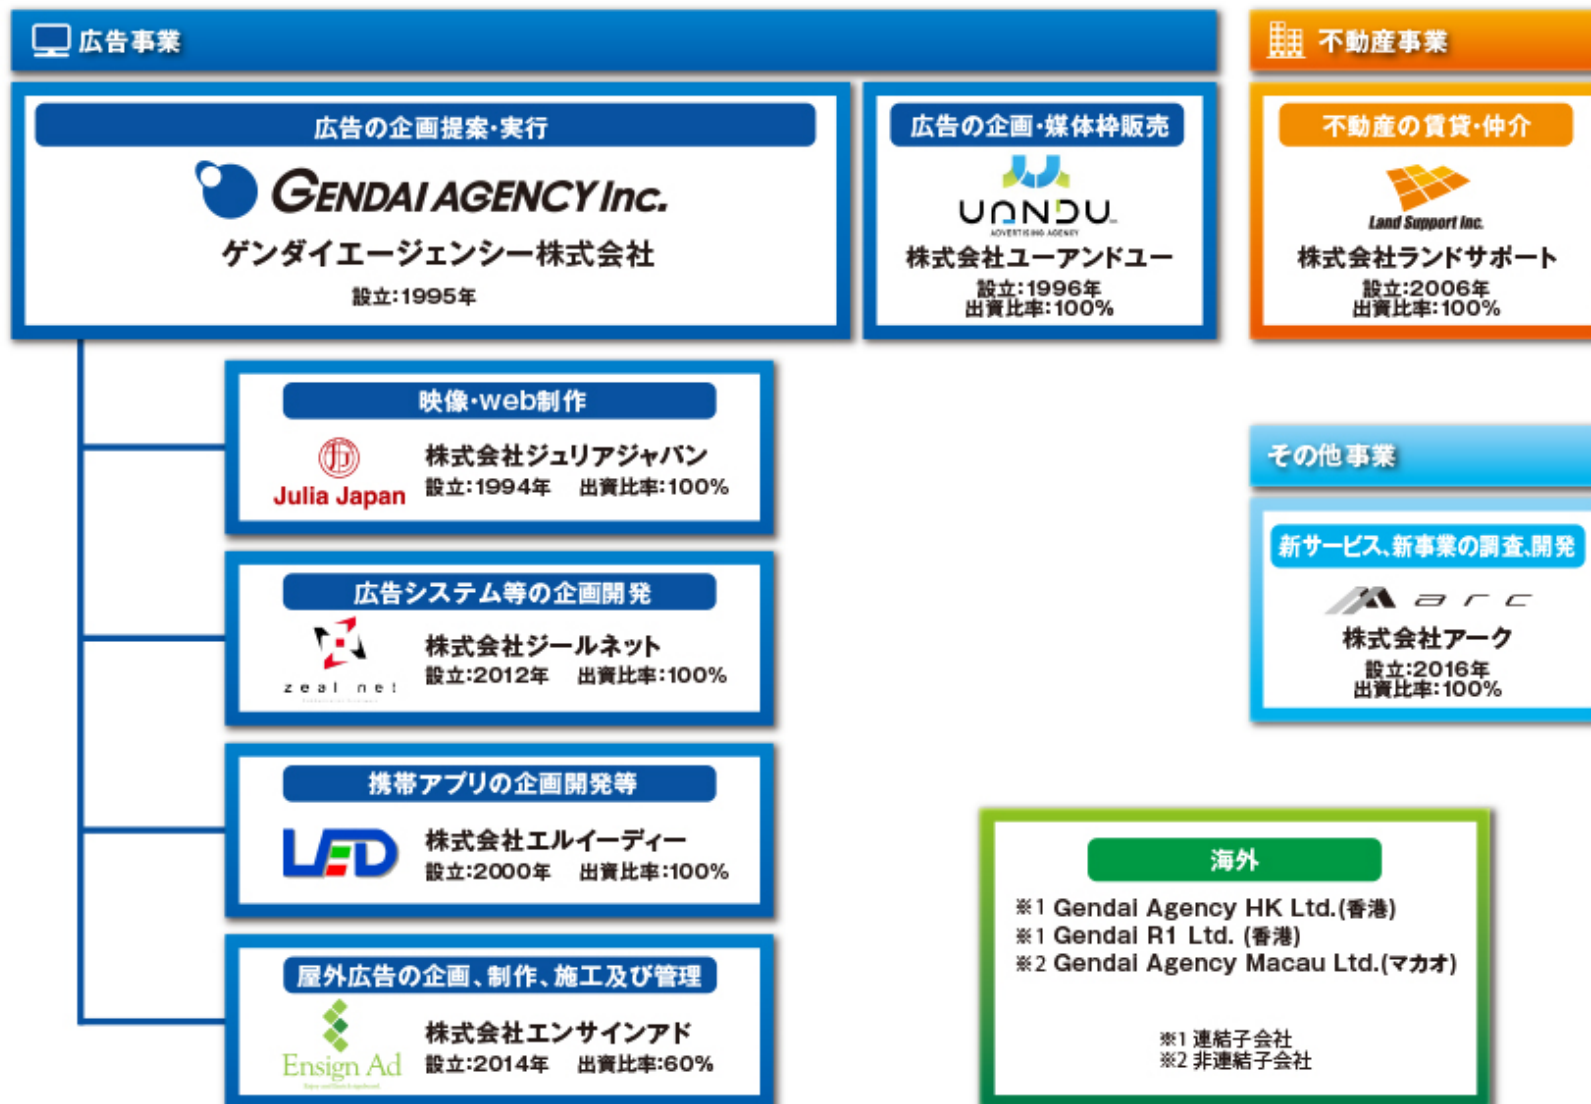 広告事業
広告の企画提案・実行
GENDAI AGENCY Inc.
ゲンダイエージェンシー株式会社
設立:1995年
広告の企画・媒体枠販売
UANDU
ADVERTISING AGENCY
株式会社ユーアンドユー
設立:1996年
出資比率:100%
不動産事業
不動産の賃貸・仲介
Land Support Inc.
株式会社ランドサポート
設立:2006年
出資比率:100%
映像・web制作
Julia Japan
株式会社ジュリアジャパン
設立:1994年 出資比率:100%
広告システム等の企画開発
zeal net
株式会社ジールネット
設立:2012年 出資比率:100%
携帯アプリの企画開発等
LED
株式会社エルイーディー
設立:2000年 出資比率:100%
屋外広告の企画、制作、施工及び管理
Ensign Ad
株式会社エンサインアド
設立:2014年 出資比率:60%
その他事業
新サービス、新事業の調査、開発
arc
株式会社アーク
設立:2016年
出資比率:100%
海外
※1 Gendai Agency HK Ltd.(香港)
※1 Gendai R1 Ltd. (香港)
※2 Gendai Agency Macau Ltd.(マカオ)
※1 連結子会社
※2 非連結子会社